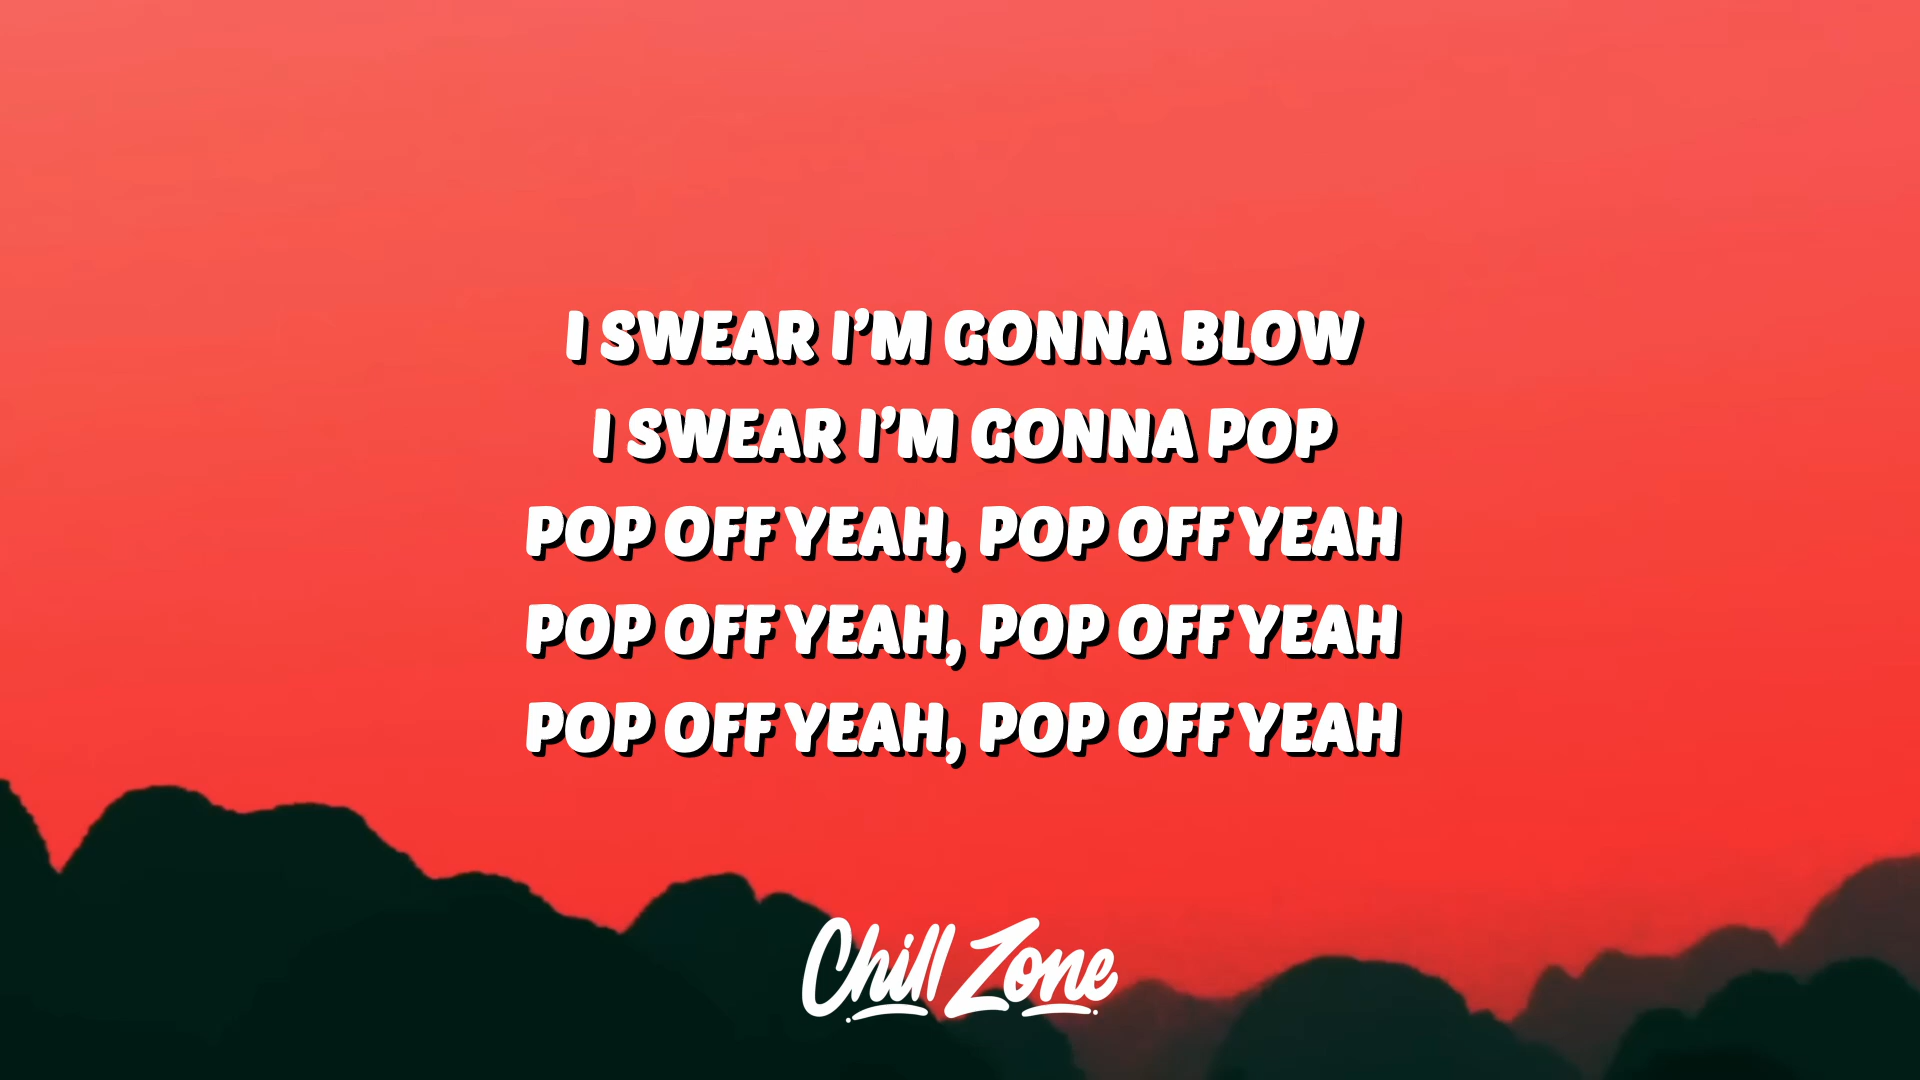 I SWEAR I’M GONNA BLOW
I SWEAR I’M GONNA POP
POP OFF YEAH, POP OFF YEAH
POP OFF YEAH, POP OFF YEAH
POP OFF YEAH, POP OFF YEAH
Chill Zone